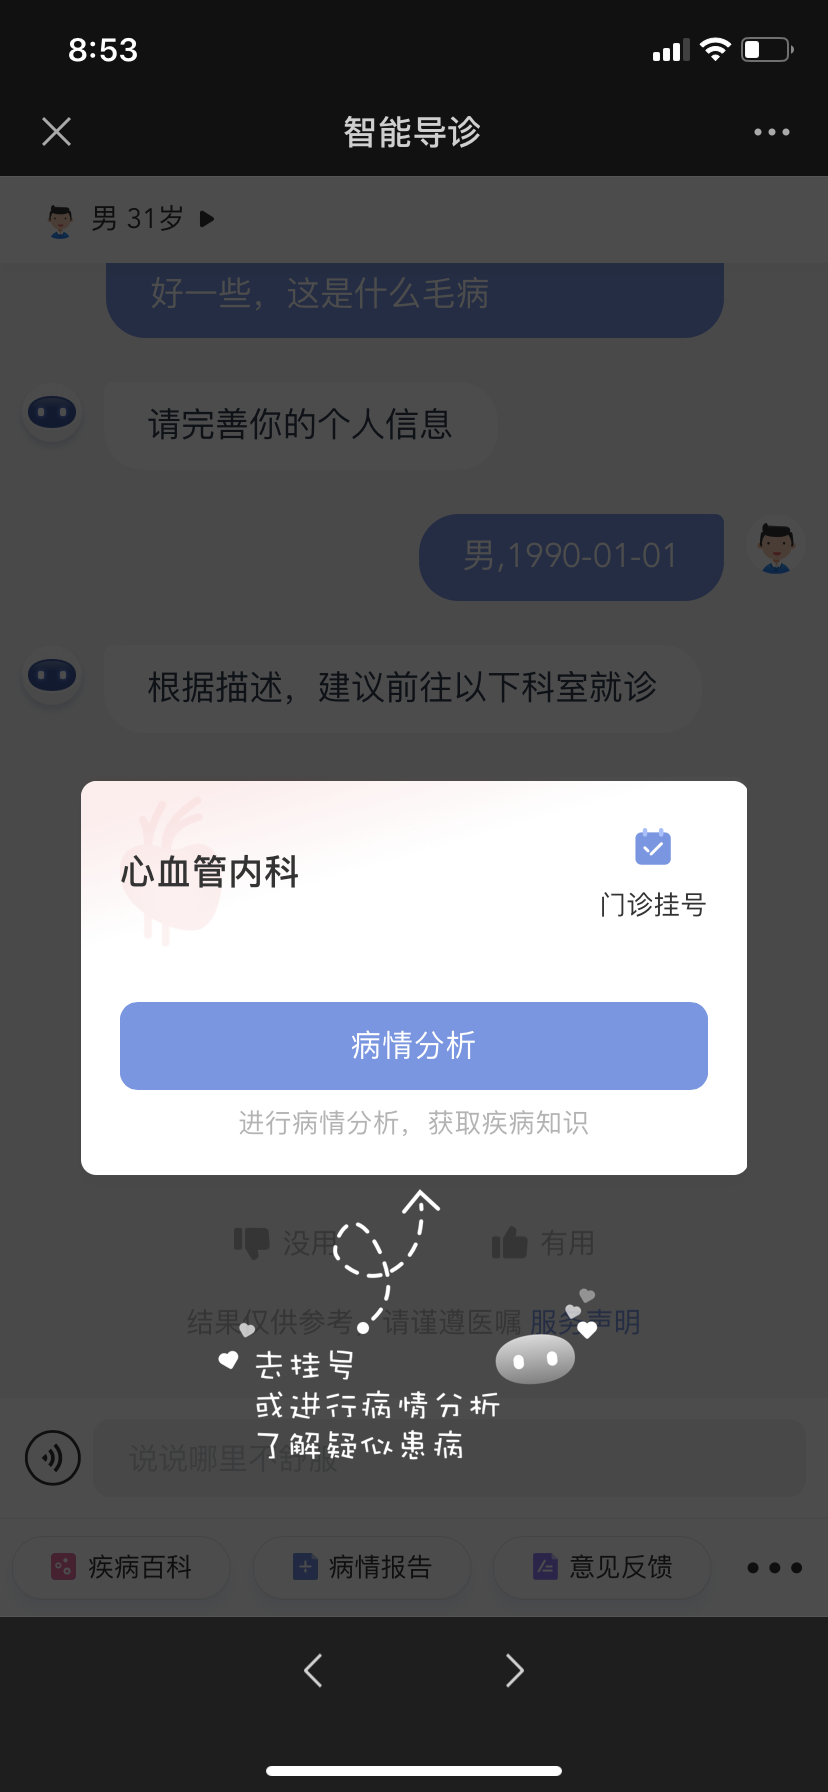 8:53
智能导诊
男 31岁
好一些，这是什么毛病
请完善你的个人信息
男,1990-01-01
根据描述，建议前往以下科室就诊
心血管内科
门诊挂号
病情分析
进行病情分析，获取疾病知识
没用
有用
结果仅供参考，请谨遵医嘱 服务声明
去挂号
或进行病情分析
了解疑似患病
说说哪里不舒服
疾病百科
病情报告
意见反馈